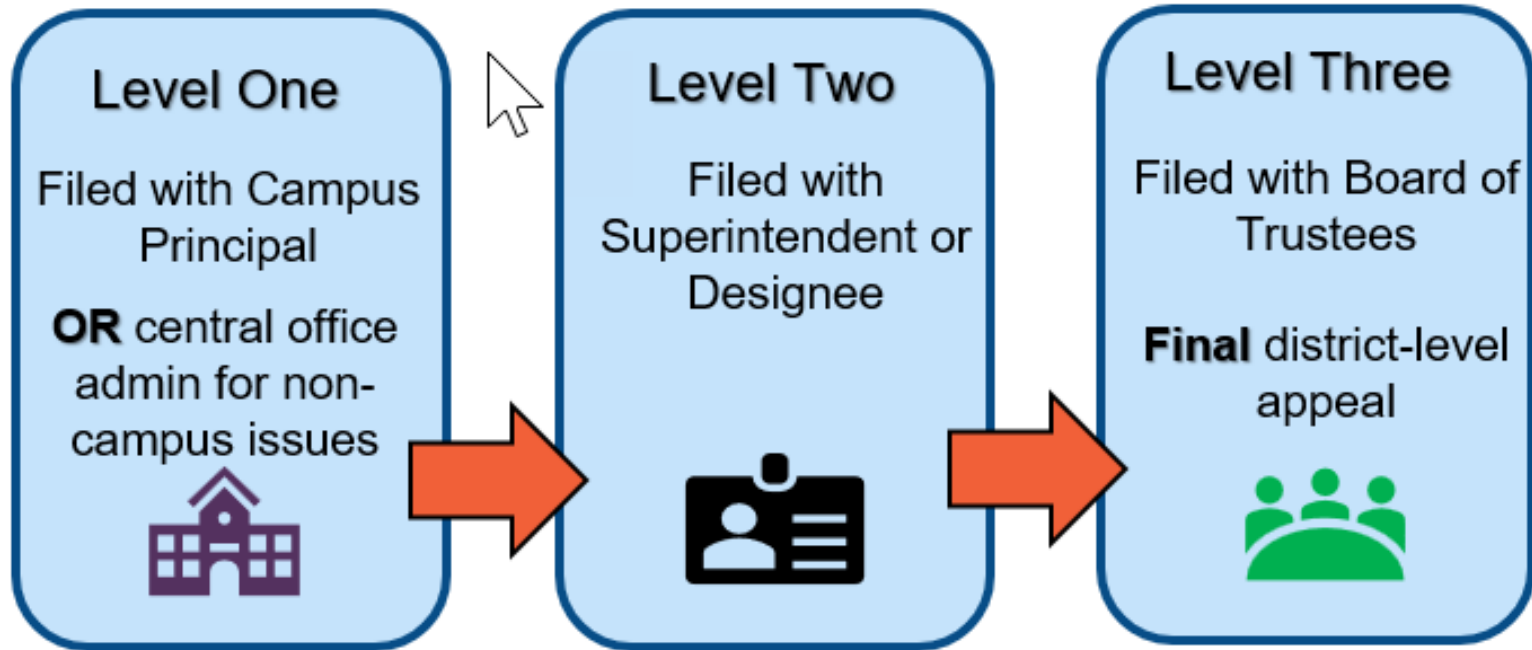 Level One
Filed with Campus
Principal
OR central office
admin for non-
campus issues
Level Two
Filed with
Superintendent or
Designee
Level Three
Filed with Board of
Trustees
Final district-level
appeal